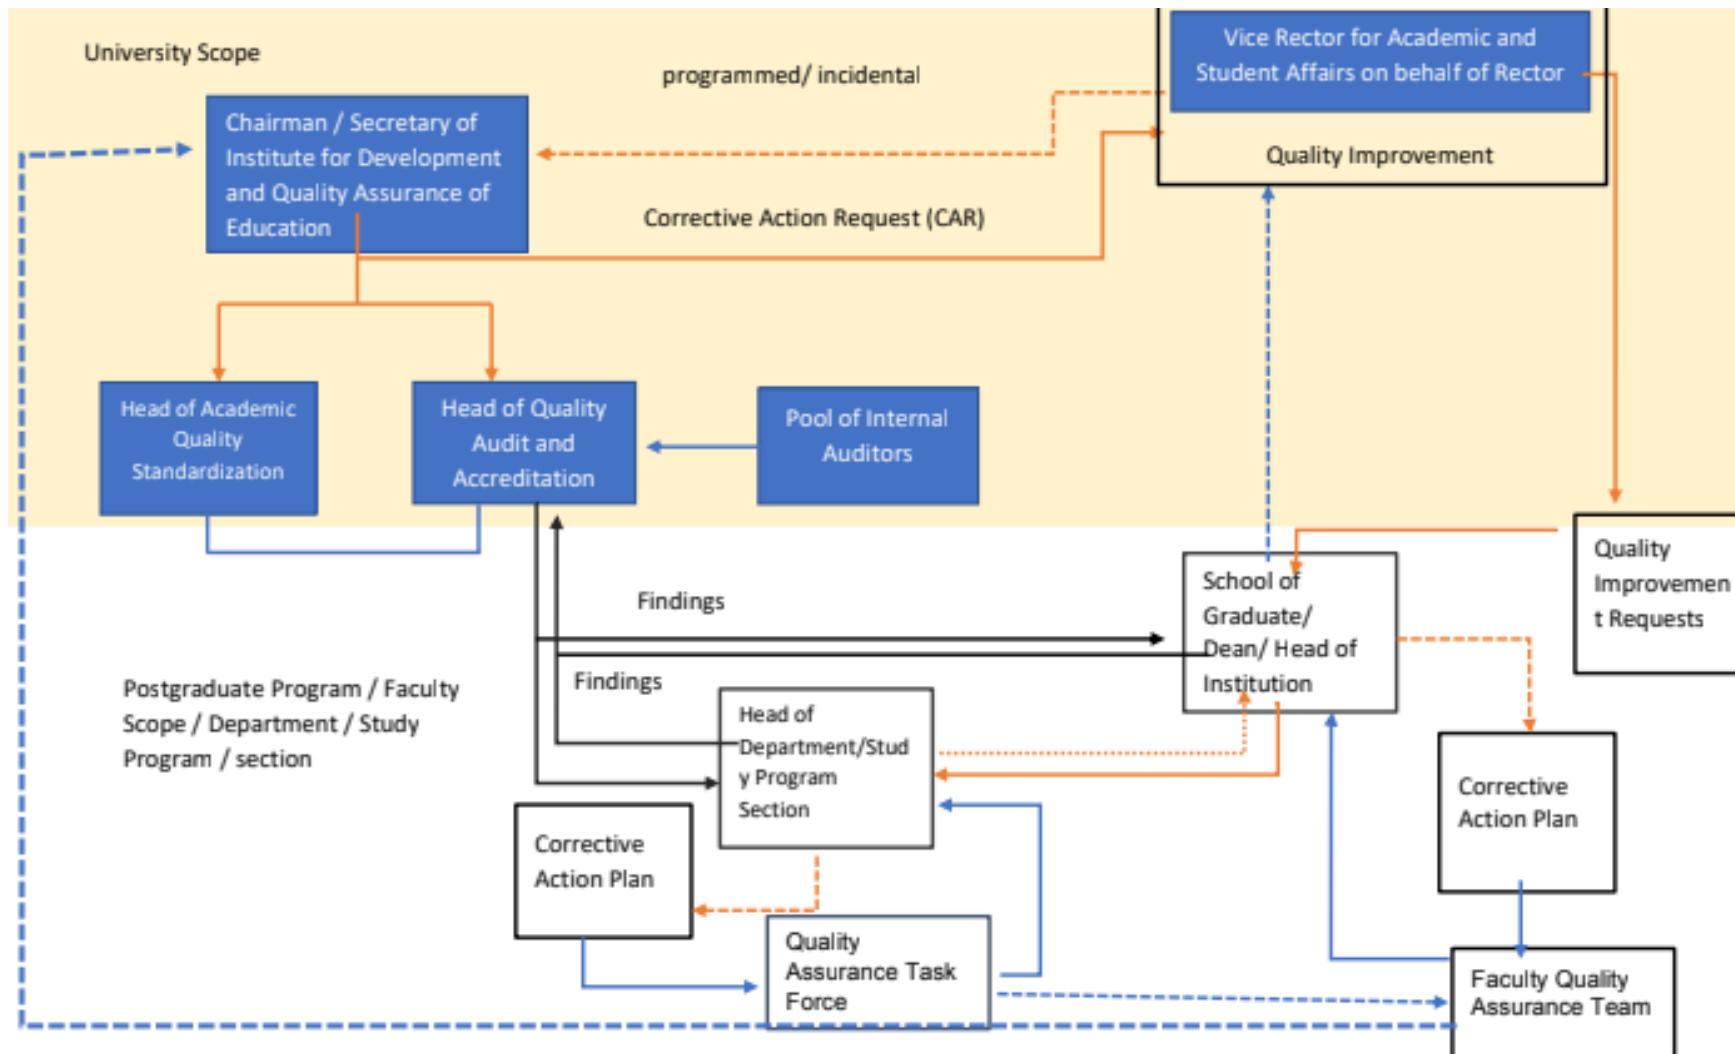 University Scope
programmed/ incidental
Vice Rector for Academic and
Student Affairs on behalf of Rector
Quality Improvement
Chairman / Secretary of
Institute for Development
and Quality Assurance of
Education
Corrective Action Request (CAR)
Head of Academic
Quality
Standardization
Head of Quality
Audit and
Accreditation
Pool of Internal
Auditors
Quality
Improvemen
t Requests
Findings
School of
Graduate/
Dean/ Head of
Institution
Findings
Postgraduate Program / Faculty
Scope / Department / Study
Program / section
Head of
Department/Stud
y Program
Section
Corrective
Action Plan
Corrective
Action Plan
Quality
Assurance Task
Force
Faculty Quality
Assurance Team